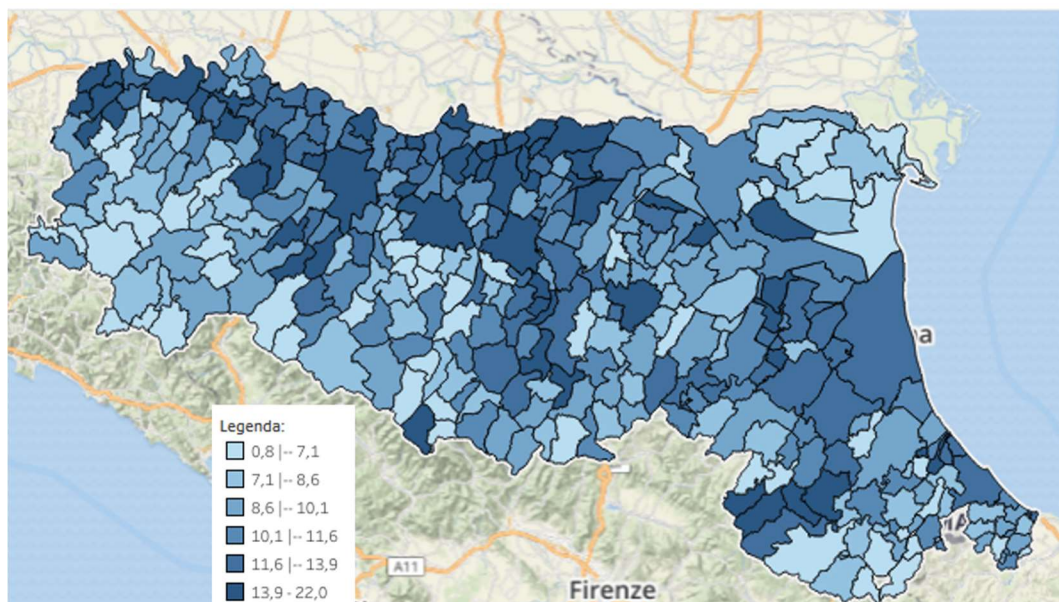 na
Legenda:
0,8 |-- 7,1
7,1 |-- 8,6
8,6 |-- 10,1
10,1 |-- 11,6
11,6 |-- 13,9
13,9 - 22,0
A11
Firenze